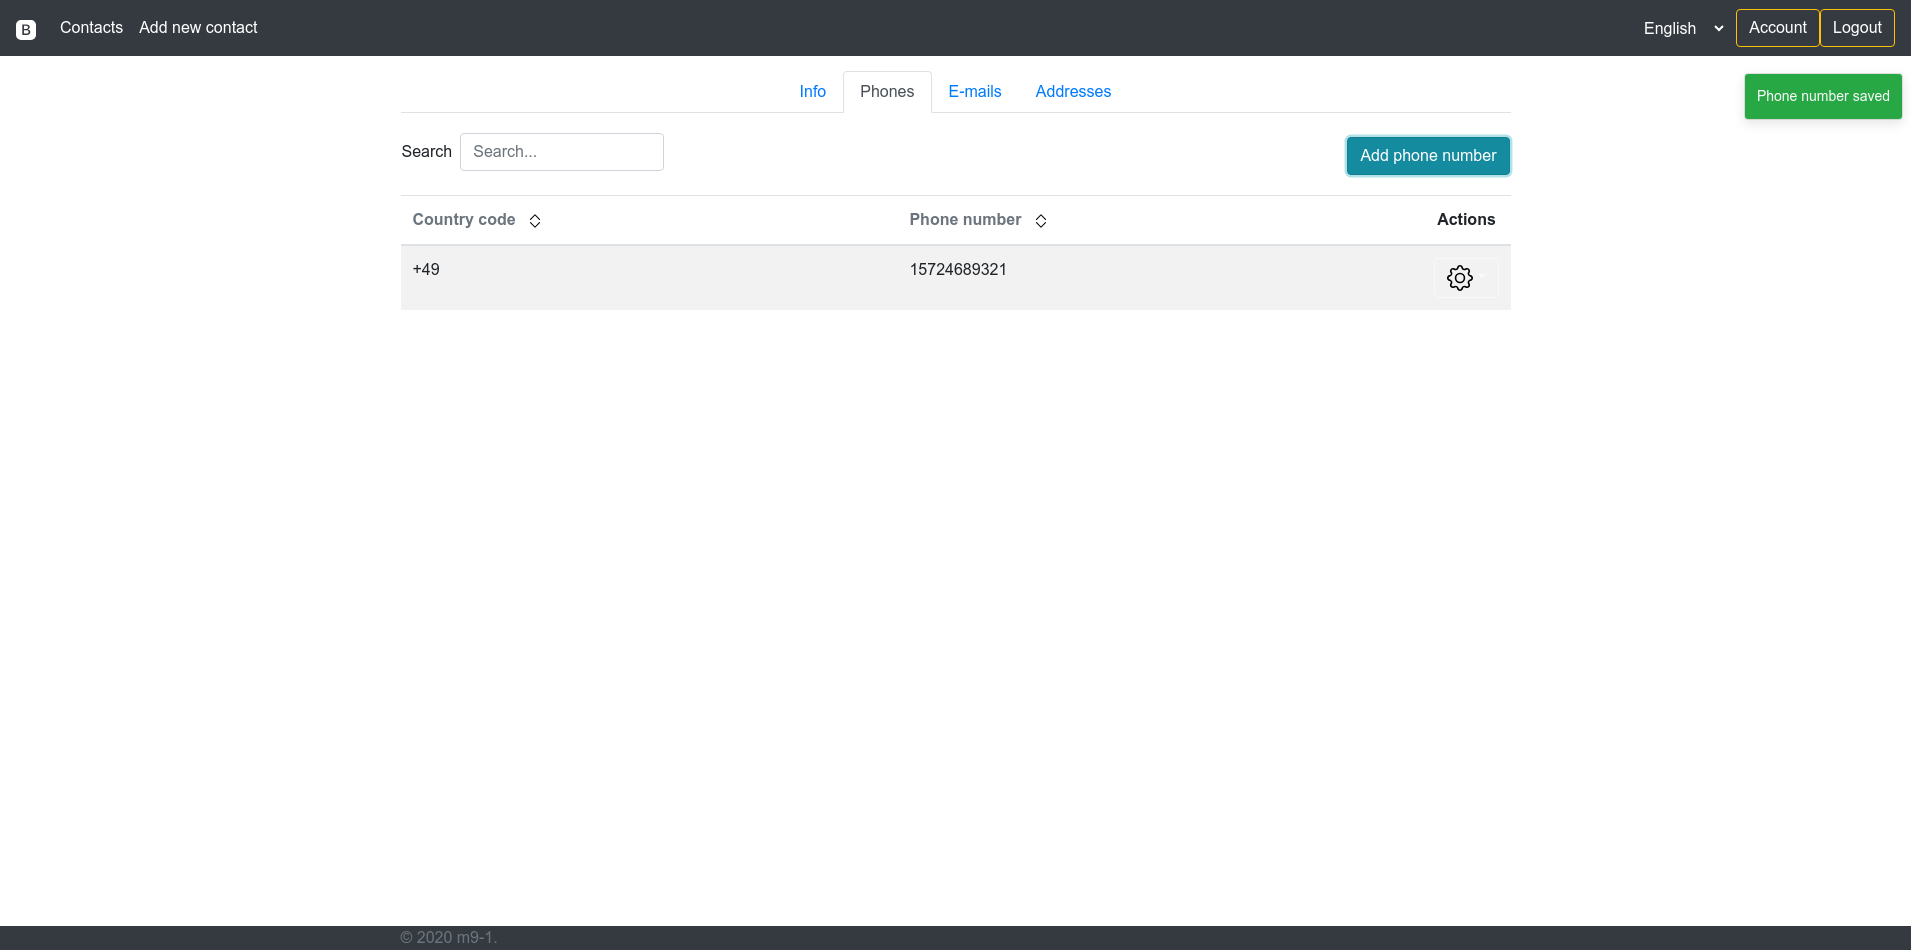 B Contacts Add new contact English Account Logout
Info Phones E-mails Addresses
Phone number saved
Search Search... Add phone number
Country code Phone number Actions
+49 15724689321
© 2020 m9-1.